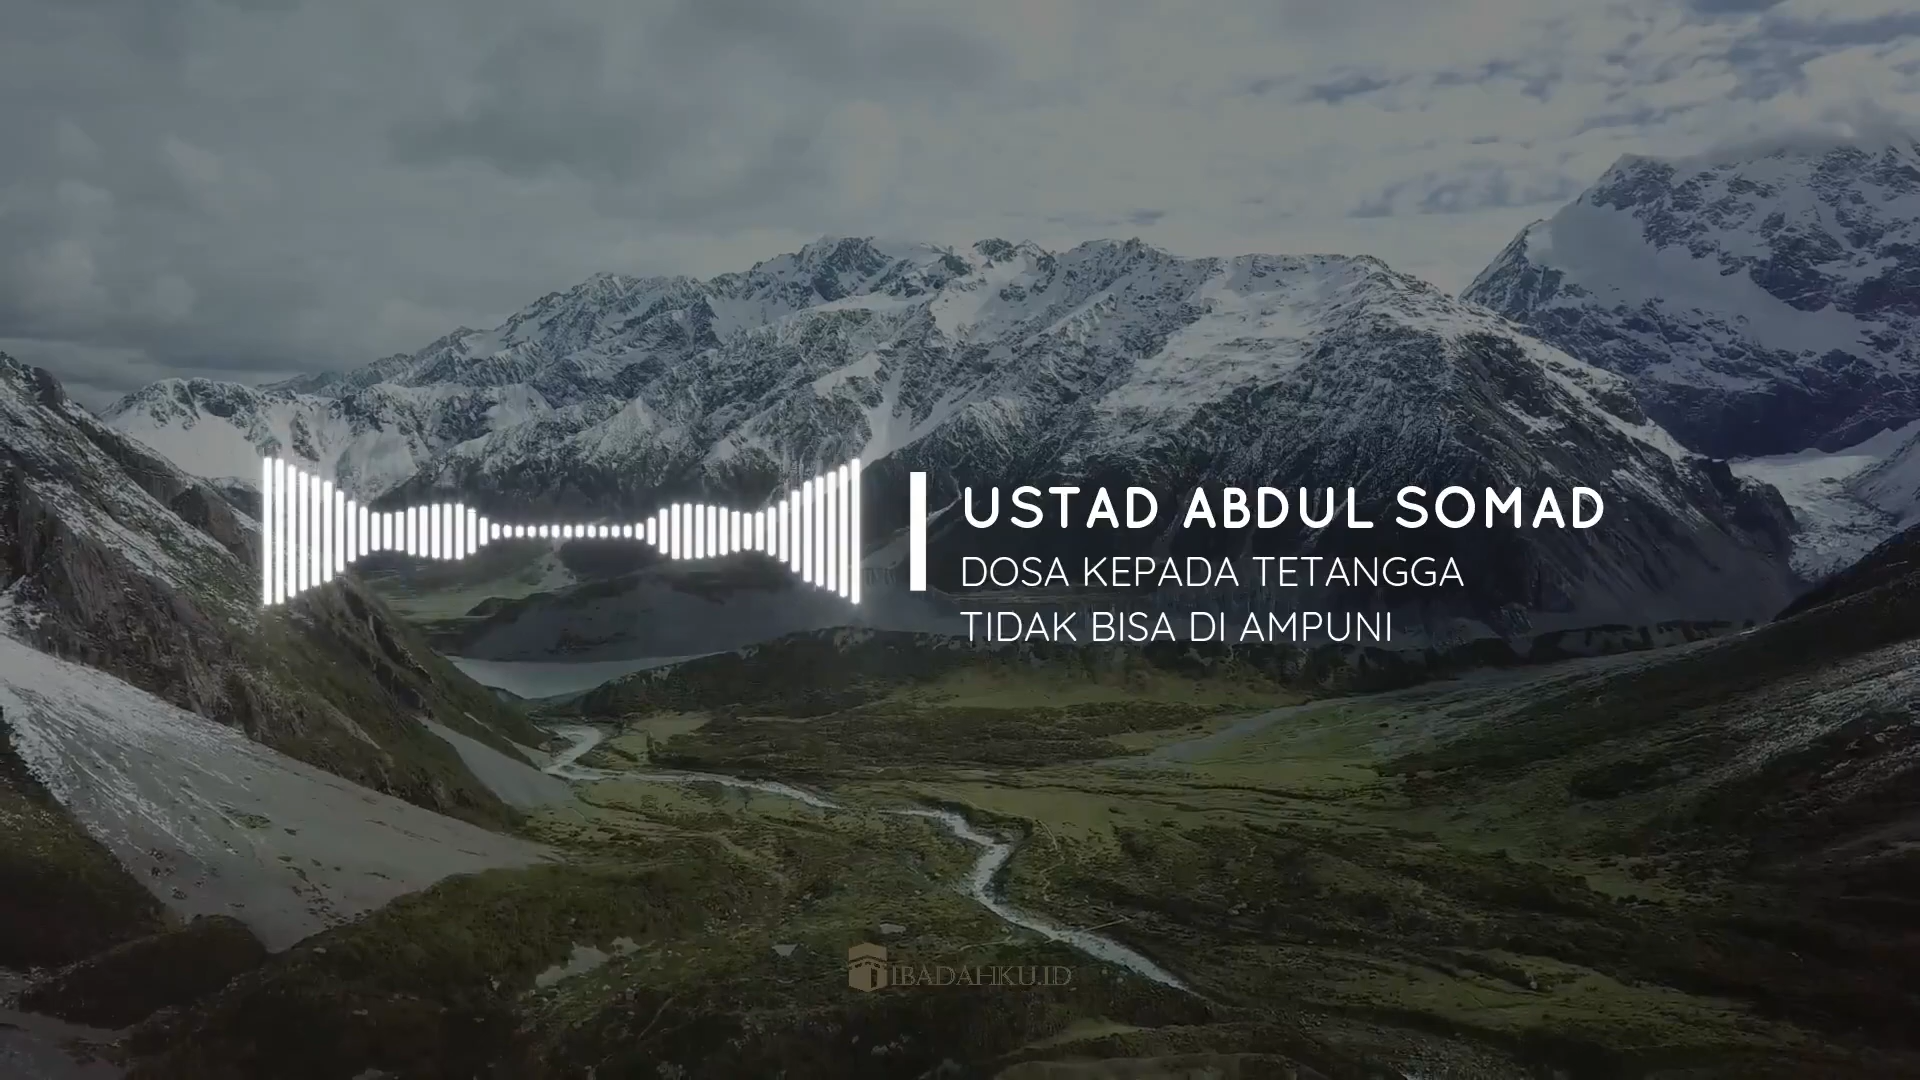 USTAD ABDUL SOMAD
DOSA KEPADA TETANGGA
TIDAK BISA DI AMPUNI
IBADAHKU.ID